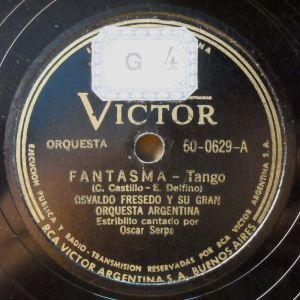 G 4
VICTOR
ORQUESTA 60-0629-A
FANTASMA - Tango
(C. Castillo - E. Delfino)
OSVALDO FRESEDO Y SU GRAN
ORQUESTA ARGENTINA
Estribillo cantado por
Oscar Serpa
EJECUCION PUBLICA Y RADIO-TRANSMISION RESERVADAS POR RCA VICTOR ARGENTINA S.A.
RCA VICTOR ARGENTINA S.A. BUENOS AIRES